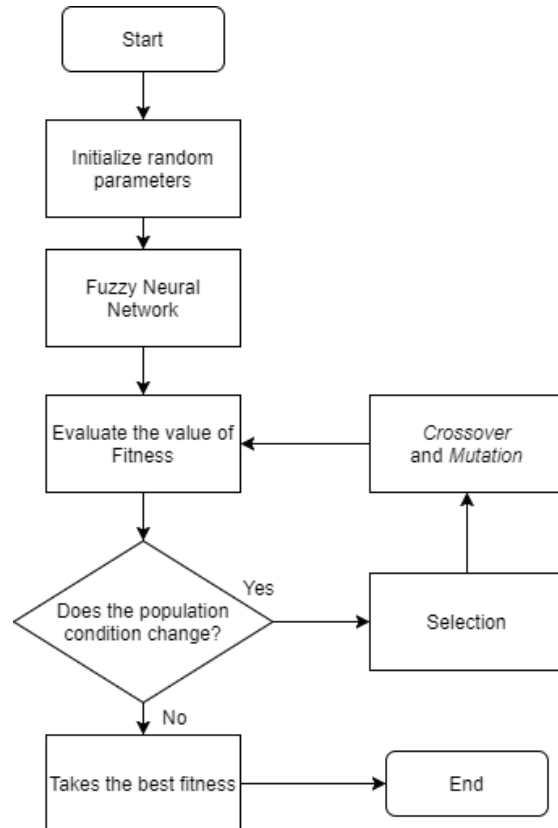 Start
Initialize random
parameters
Fuzzy Neural
Network
Evaluate the value of
Fitness
Crossover
and Mutation
Does the population
condition change?
Yes
Selection
No
Takes the best fitness
End